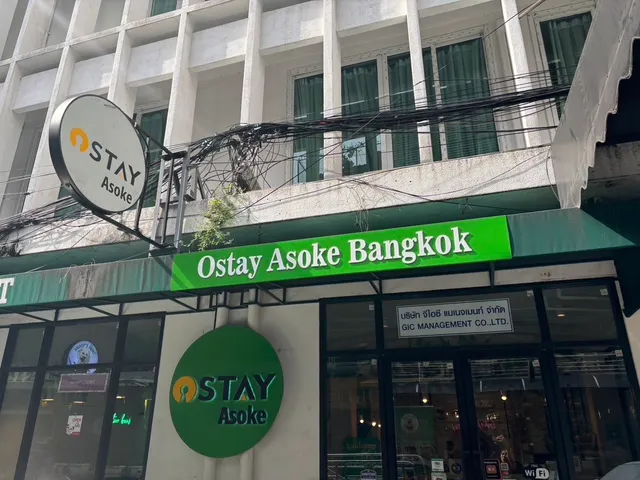 OSTAY
Asoke
Ostay Asoke Bangkok
T
บริษัท จีไอซี แมเนจเมนท์ จำกัด
GIC MANAGEMENT CO.,LTD.
OSTAY
Asoke
WiFi